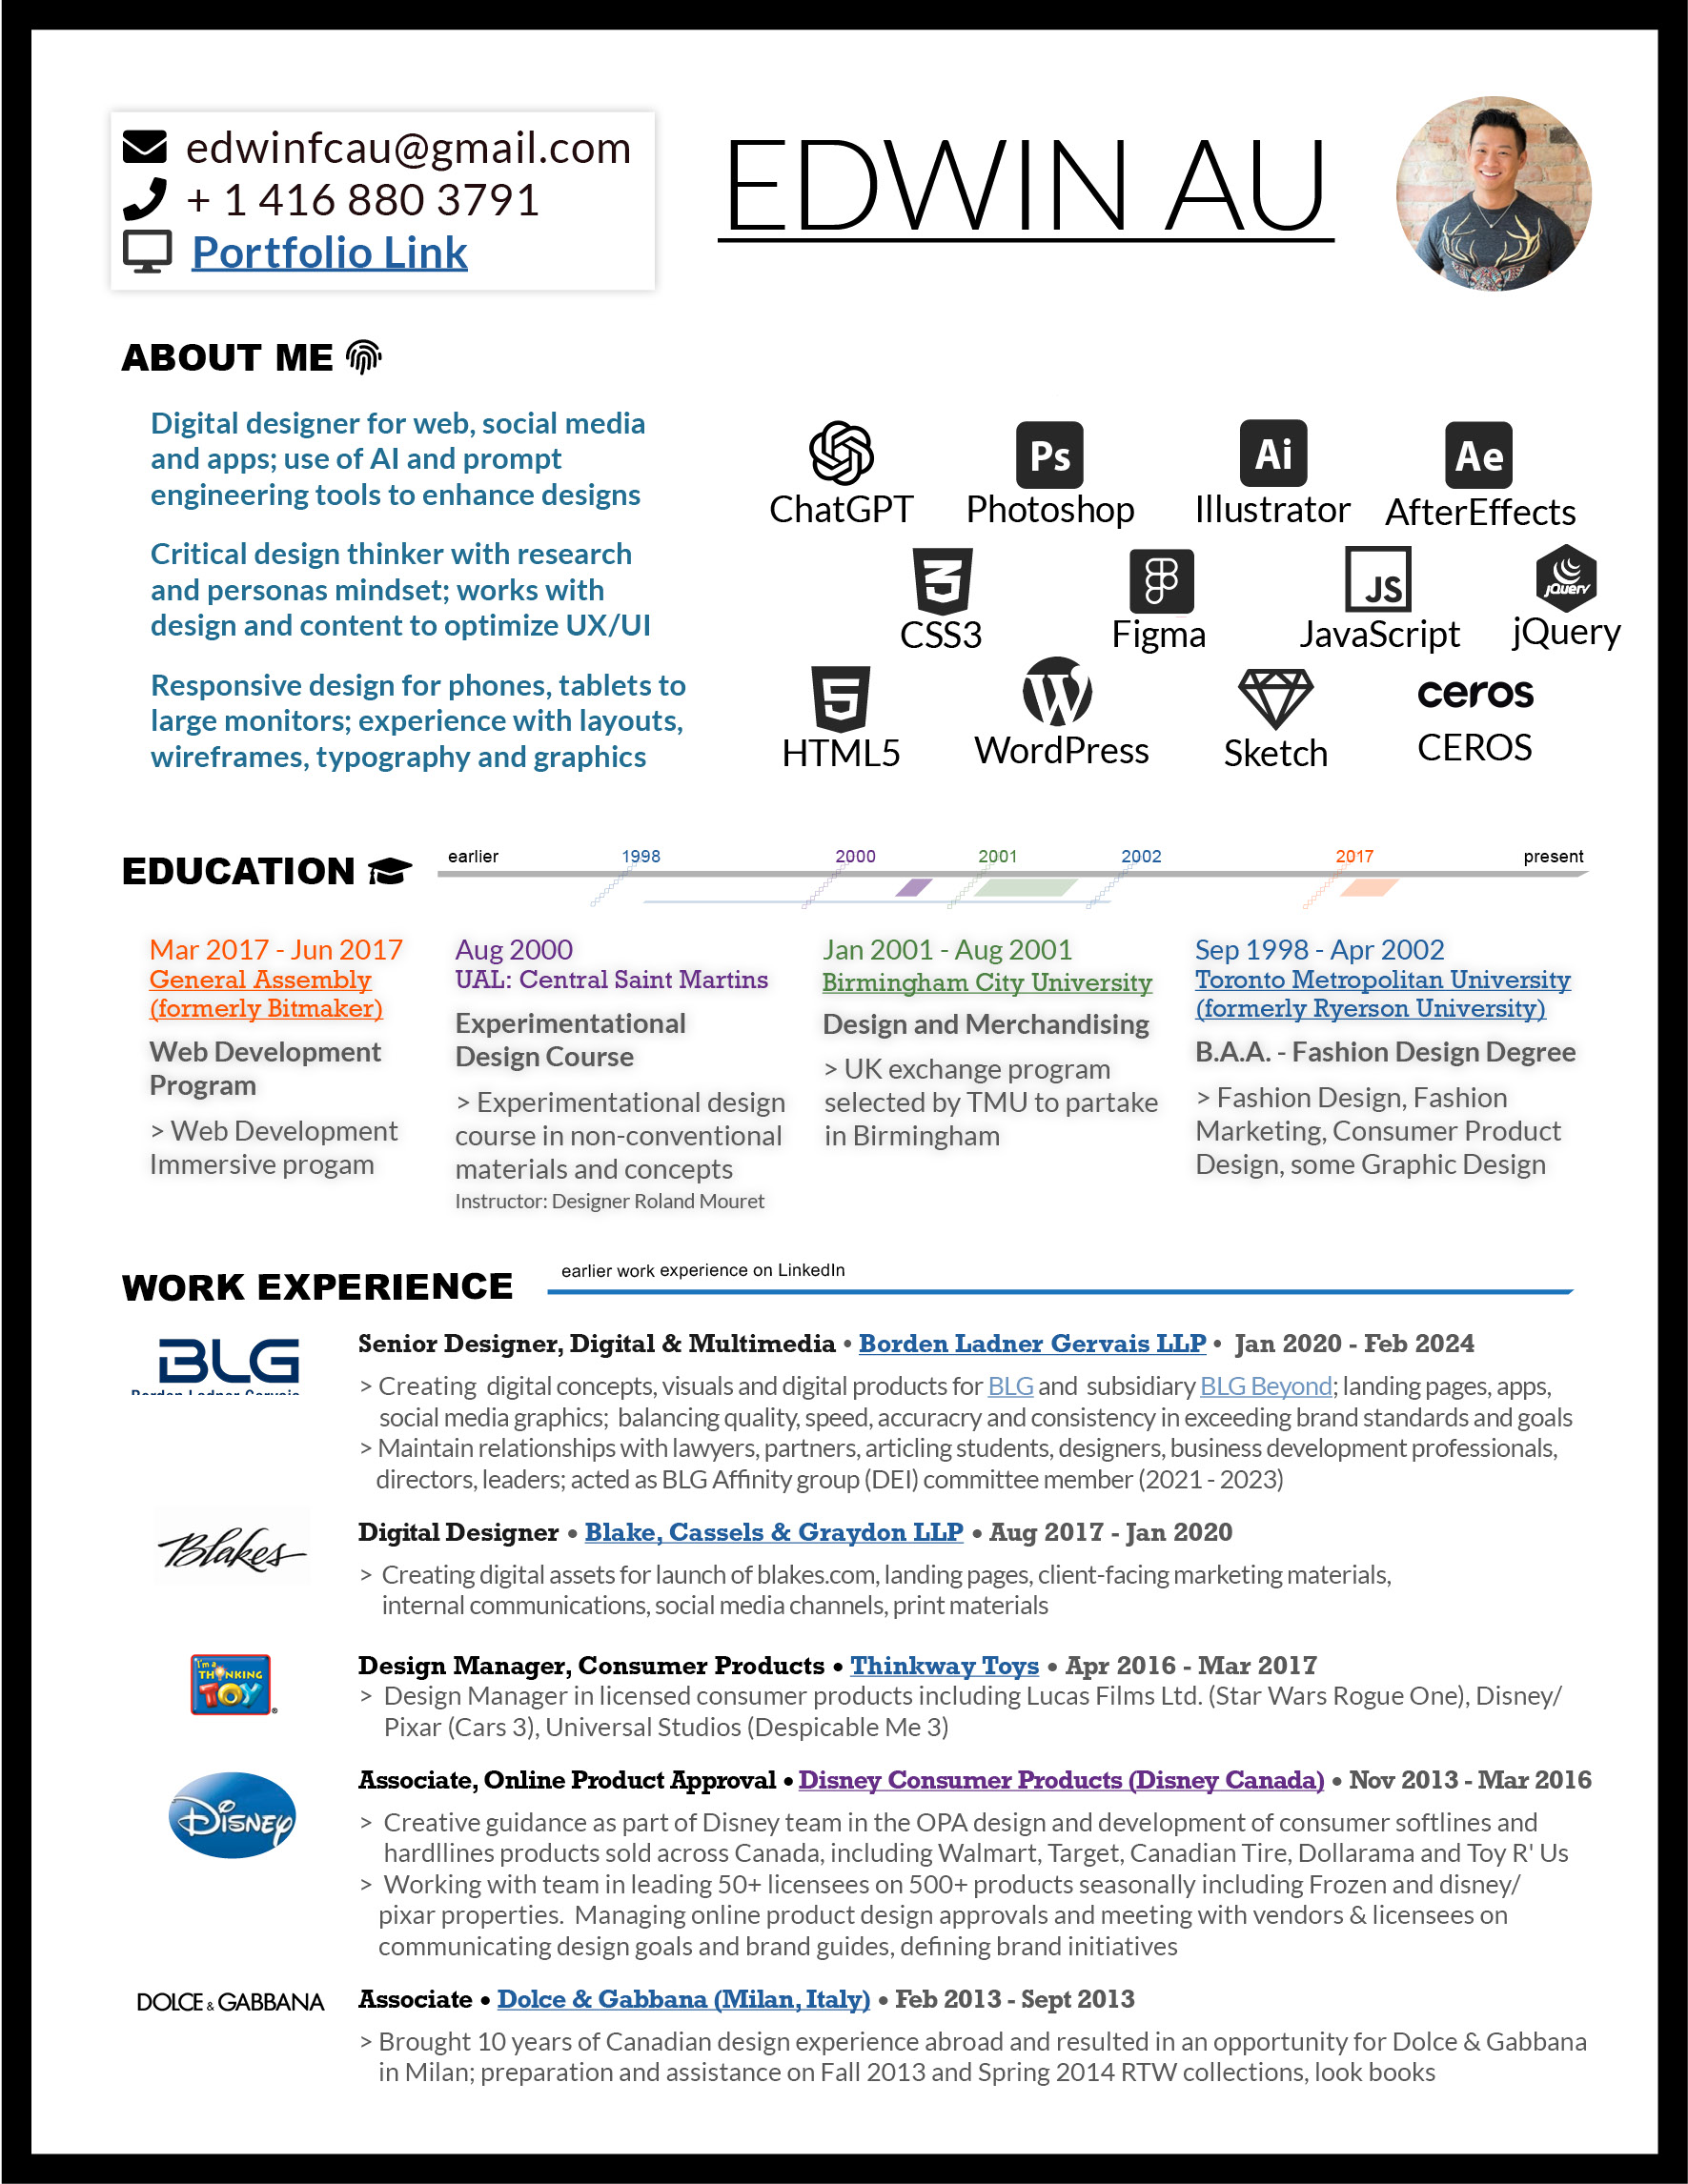 edwinfcau@gmail.com
+ 1 416 880 3791
Portfolio Link
EDWIN AU
ABOUT ME
Digital designer for web, social media
and apps; use of AI and prompt
engineering tools to enhance designs
Critical design thinker with research
and personas mindset; works with
design and content to optimize UX/UI
Responsive design for phones, tablets to
large monitors; experience with layouts,
wireframes, typography and graphics
Ps Ai Ae
ChatGPT Photoshop Illustrator AfterEffects
3 JS jQuery
CSS3 Figma JavaScript jQuery
5 W ceros
HTML5 WordPress Sketch CEROS
EDUCATION
earlier 1998 2000 2001 2002 2017 present
Mar 2017 - Jun 2017
General Assembly
(formerly Bitmaker)
Web Development
Program
> Web Development
Immersive progam
Aug 2000
UAL: Central Saint Martins
Experimentational
Design Course
> Experimentational design
course in non-conventional
materials and concepts
Instructor: Designer Roland Mouret
Jan 2001 - Aug 2001
Birmingham City University
Design and Merchandising
> UK exchange program
selected by TMU to partake
in Birmingham
Sep 1998 - Apr 2002
Toronto Metropolitan University
(formerly Ryerson University)
B.A.A. - Fashion Design Degree
> Fashion Design, Fashion
Marketing, Consumer Product
Design, some Graphic Design
WORK EXPERIENCE
earlier work experience on LinkedIn
BLG
Borden Ladner Gervais
Senior Designer, Digital & Multimedia • Borden Ladner Gervais LLP • Jan 2020 - Feb 2024
> Creating digital concepts, visuals and digital products for BLG and subsidiary BLG Beyond; landing pages, apps,
social media graphics; balancing quality, speed, accuracry and consistency in exceeding brand standards and goals
> Maintain relationships with lawyers, partners, articling students, designers, business development professionals,
directors, leaders; acted as BLG Affinity group (DEI) committee member (2021 - 2023)
Blakes
Digital Designer • Blake, Cassels & Graydon LLP • Aug 2017 - Jan 2020
> Creating digital assets for launch of blakes.com, landing pages, client-facing marketing materials,
internal communications, social media channels, print materials
I'm a
THINKING
TOY
Design Manager, Consumer Products • Thinkway Toys • Apr 2016 - Mar 2017
> Design Manager in licensed consumer products including Lucas Films Ltd. (Star Wars Rogue One), Disney/
Pixar (Cars 3), Universal Studios (Despicable Me 3)
Disney
Associate, Online Product Approval • Disney Consumer Products (Disney Canada) • Nov 2013 - Mar 2016
> Creative guidance as part of Disney team in the OPA design and development of consumer softlines and
hardllines products sold across Canada, including Walmart, Target, Canadian Tire, Dollarama and Toy R' Us
> Working with team in leading 50+ licensees on 500+ products seasonally including Frozen and disney/
pixar properties. Managing online product design approvals and meeting with vendors & licensees on
communicating design goals and brand guides, defining brand initiatives
DOLCE & GABBANA
Associate • Dolce & Gabbana (Milan, Italy) • Feb 2013 - Sept 2013
> Brought 10 years of Canadian design experience abroad and resulted in an opportunity for Dolce & Gabbana
in Milan; preparation and assistance on Fall 2013 and Spring 2014 RTW collections, look books